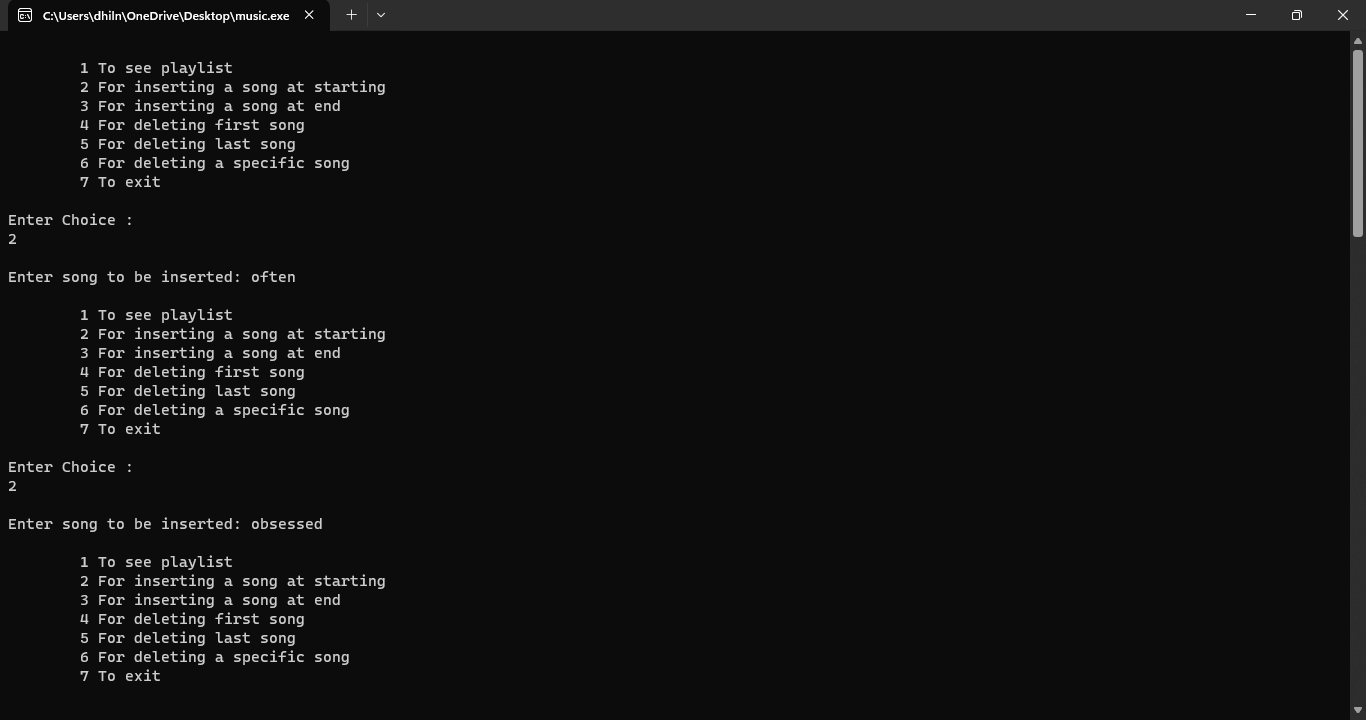 C:\Users\dhiln\OneDrive\Desktop\music.exe
1 To see playlist
2 For inserting a song at starting
3 For inserting a song at end
4 For deleting first song
5 For deleting last song
6 For deleting a specific song
7 To exit
Enter Choice :
2
Enter song to be inserted: often
1 To see playlist
2 For inserting a song at starting
3 For inserting a song at end
4 For deleting first song
5 For deleting last song
6 For deleting a specific song
7 To exit
Enter Choice :
2
Enter song to be inserted: obsessed
1 To see playlist
2 For inserting a song at starting
3 For inserting a song at end
4 For deleting first song
5 For deleting last song
6 For deleting a specific song
7 To exit